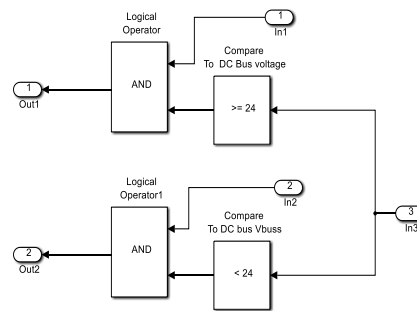 Logical
Operator
1
In1
Compare
To DC Bus voltage
1
Out1
AND
>= 24
Logical
Operator1
2
In2
Compare
To DC bus Vbuss
3
In3
2
Out2
AND
< 24